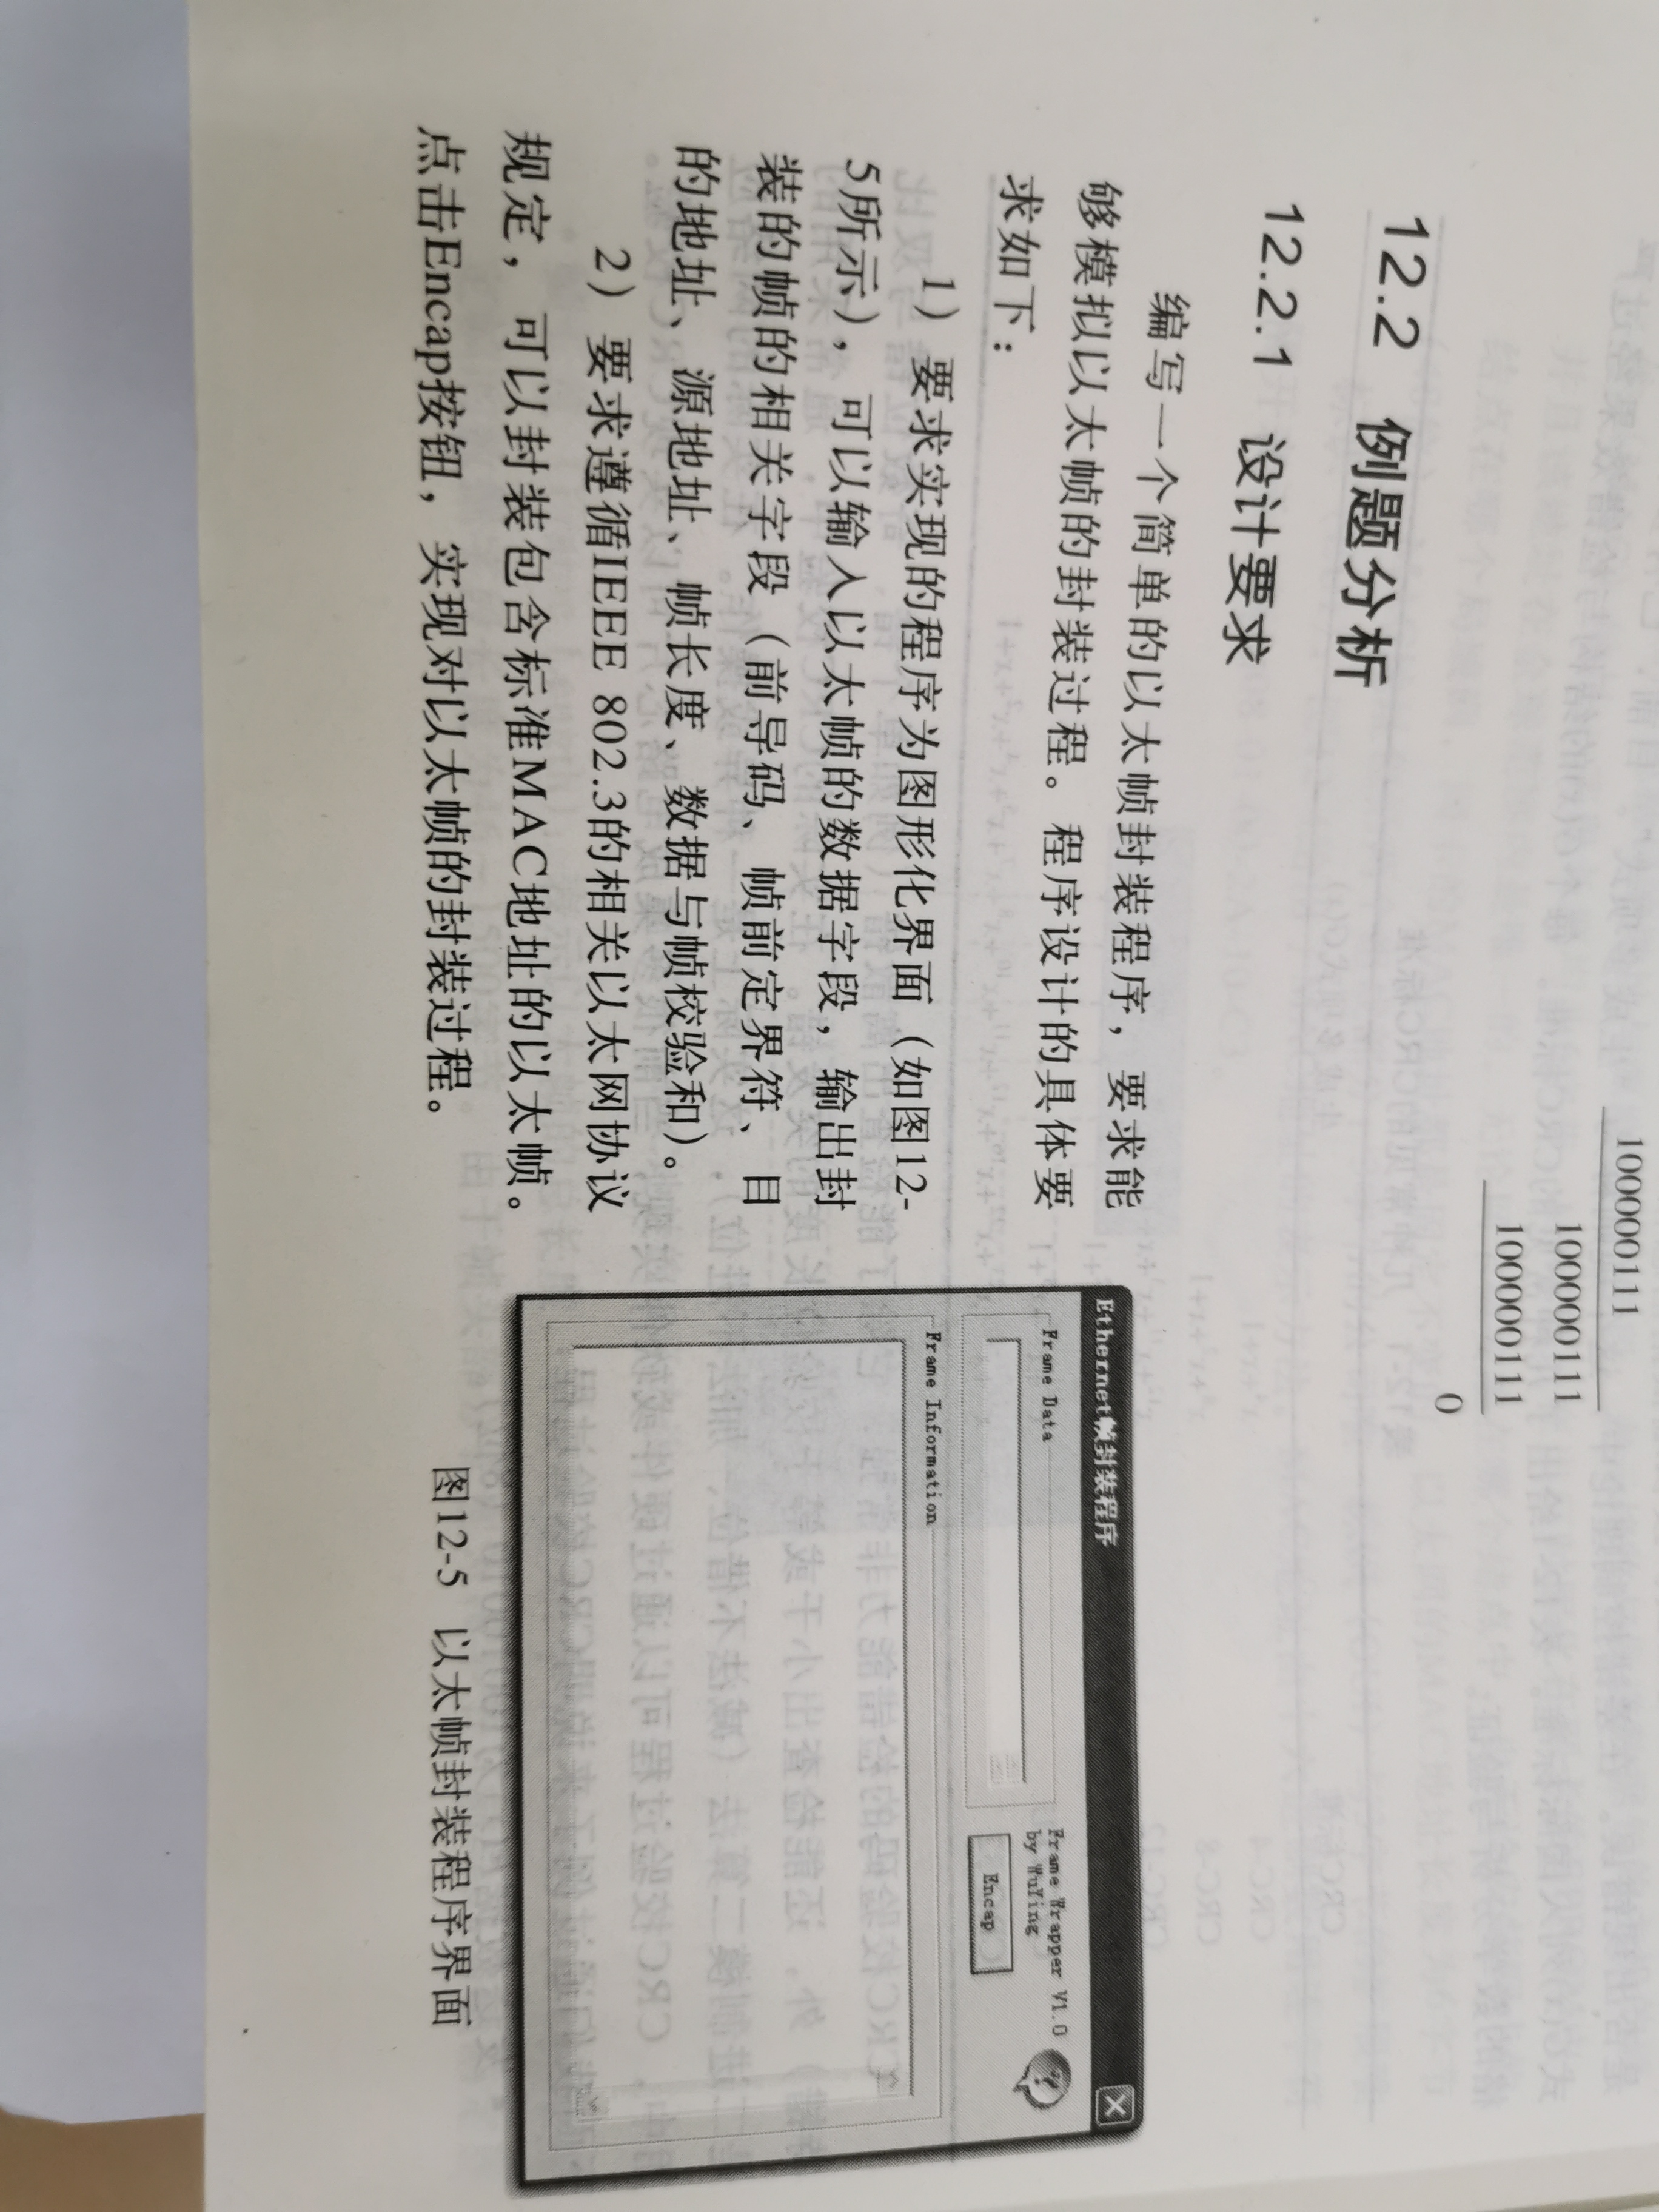 100000111
100000111
100000111
0
12.2 例题分析
12.2.1 设计要求
编写一个简单的以太帧封装程序，要求能
够模拟以太帧的封装过程。程序设计的具体要
求如下：
1）要求实现的程序为图形化界面（如图12-
5所示），可以输入以太帧的数据字段，输出封
装的帧的相关字段（前导码、帧前定界符、目
的地址、源地址、帧长度、数据与帧校验和）。
2）要求遵循IEEE 802.3的相关以太网协议
规定，可以封装包含标准MAC地址的以太帧。
点击Encap按钮，实现对以太帧的封装过程。
Ethernet帧封装程序
Frame Data
Frame Wrapper V1.0
by WuYing
Encap
Frame Information
图12-5 以太帧封装程序界面